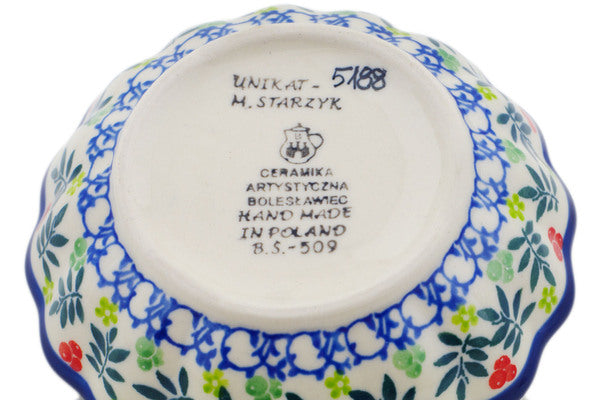 UNIKAT - 5188
M. STARZYK
B
CERAMIKA
ARTYSTYCZNA
BOLESŁAWIEC
HAND MADE
IN POLAND
B.S.-509